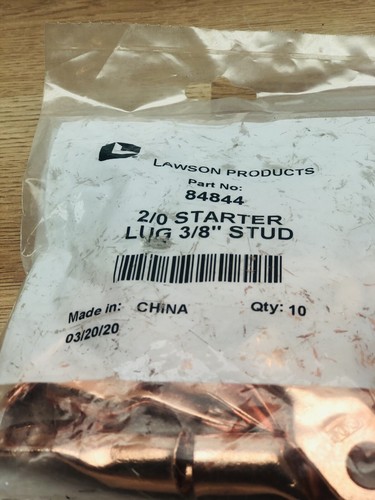 LAWSON PRODUCTS
Part No:
84844
2/0 STARTER
LUG 3/8" STUD
Made in: CHINA Qty: 10
03/20/20